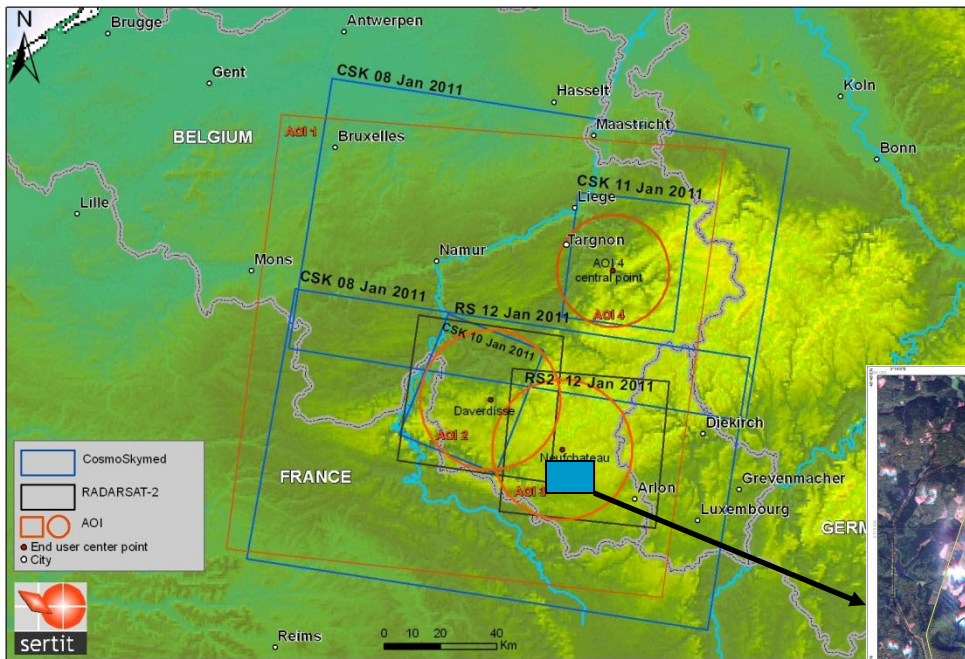 N
Brugge
Antwerpen
Gent
CSK 08 Jan 2011
Hasselt
Koln
BELGIUM
AOI 1
Bruxelles
Maastricht
Bonn
CSK 11 Jan 2011
Lille
Liege
Targnon
Namur
Mons
AOI 4
central point
CSK 08 Jan 2011
RS 12 Jan 2011
AOI 4
CSK 10 Jan 2011
RS2 12 Jan 2011
Daverdisse
Diekirch
AOI 2
Neufchateau
CosmoSkymed
FRANCE
AOI 3
Arlon
Grevenmacher
RADARSAT-2
Luxembourg
AOI
GERM
End user center point
City
sertit
Reims
0 10 20 40
Km